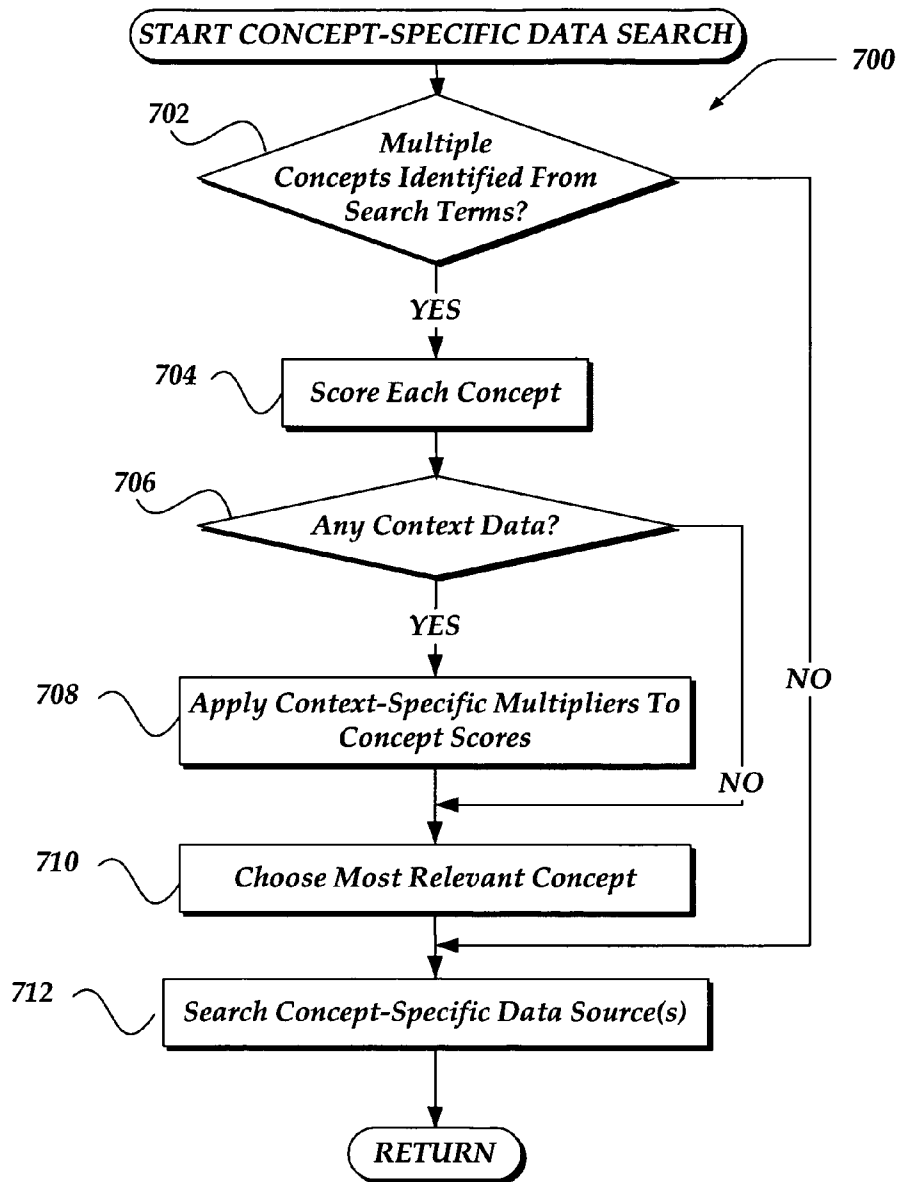 START CONCEPT-SPECIFIC DATA SEARCH
700
702
Multiple
Concepts Identified From
Search Terms?
YES
704
Score Each Concept
706
Any Context Data?
YES
NO
708
Apply Context-Specific Multipliers To
Concept Scores
NO
710
Choose Most Relevant Concept
712
Search Concept-Specific Data Source(s)
RETURN